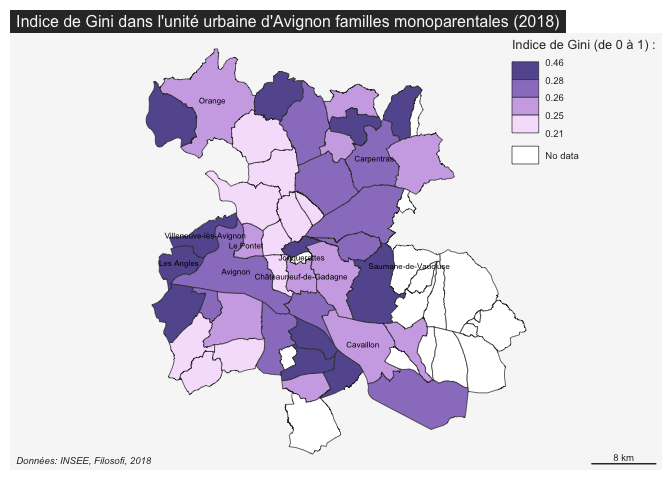 Indice de Gini dans l'unité urbaine d'Avignon familles monoparentales (2018)
Indice de Gini (de 0 à 1) :
0.46
0.28
0.26
0.25
0.21
No data
Orange
Carpentras
Villeneuve-lès-Avignon
Le Pontet
Jonquerettes
Les Angles
Saumane-de-Vaucluse
Avignon
Châteauneuf-de-Gadagne
Cavaillon
Données: INSEE, Filosofi, 2018
8 km